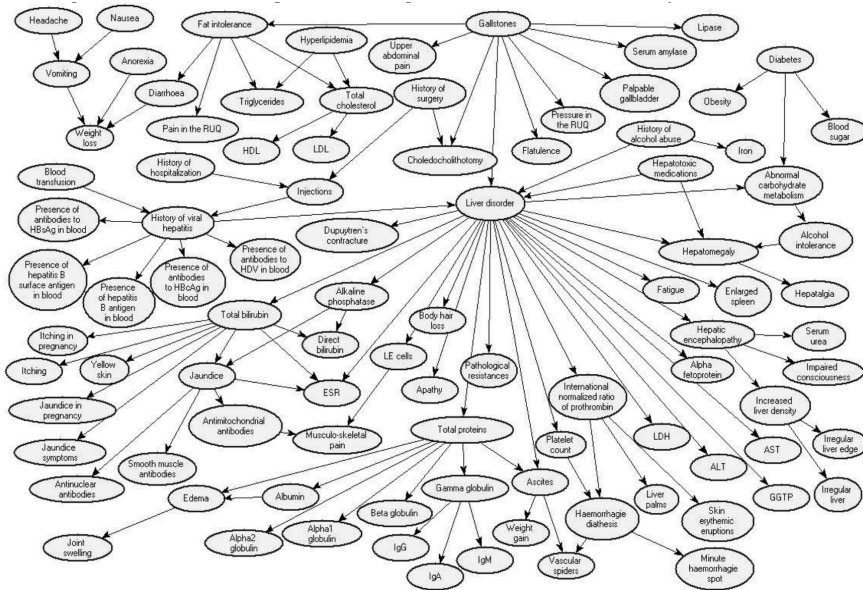 Headache
Nausea
Fat intolerance
Gallstones
Lipase
Hyperlipidemia
Upper
abdominal
pain
Serum amylase
Vomiting
Anorexia
Diabetes
Diarrhoea
Triglycerides
Total
cholesterol
History of
surgery
Palpable
gallbladder
Obesity
Weight
loss
Pain in the RUQ
HDL
LDL
Pressure in
the RUQ
Blood
sugar
Choledocholithotomy
Flatulence
History of
alcohol abuse
Iron
History of
hospitalization
Hepatotoxic
medications
Blood
transfusion
Injections
Abnormal
carbohydrate
metabolism
Liver disorder
Presence of
antibodies to
HBsAg in blood
History of viral
hepatitis
Dupuytren's
contracture
Presence of
antibodies to
HDV in blood
Hepatomegaly
Alcohol
intolerance
Presence of
hepatitis B
surface antigen
in blood
Presence
of hepatitis
B antigen
in blood
Presence of
antibodies
to HBcAg in
blood
Alkaline
phosphatase
Fatigue
Enlarged
spleen
Hepatalgia
Total bilirubin
Body hair
loss
Itching in
pregnancy
Direct
bilirubin
Hepatic
encephalopathy
Serum
urea
Itching
Yellow
skin
Jaundice
LE cells
Pathological
resistances
Alpha
fetoprotein
Impaired
consciousness
ESR
Apathy
International
normalized ratio
of prothrombin
Jaundice in
pregnancy
Increased
liver density
Antimitochondrial
antibodies
Musculo-skeletal
pain
Total proteins
Platelet
count
LDH
AST
Irregular
liver edge
Jaundice
symptoms
Smooth muscle
antibodies
ALT
Antinuclear
antibodies
Edema
Albumin
Gamma
globulin
Ascites
Liver
palms
GGTP
Irregular
liver
Beta globulin
Haemorrhagie
diathesis
Skin
erythemic
eruptions
Joint
swelling
Alpha2
globulin
Alpha1
globulin
Weight
gain
IgG
IgM
Vascular
spiders
Minute
haemorrhagie
spot
IgA